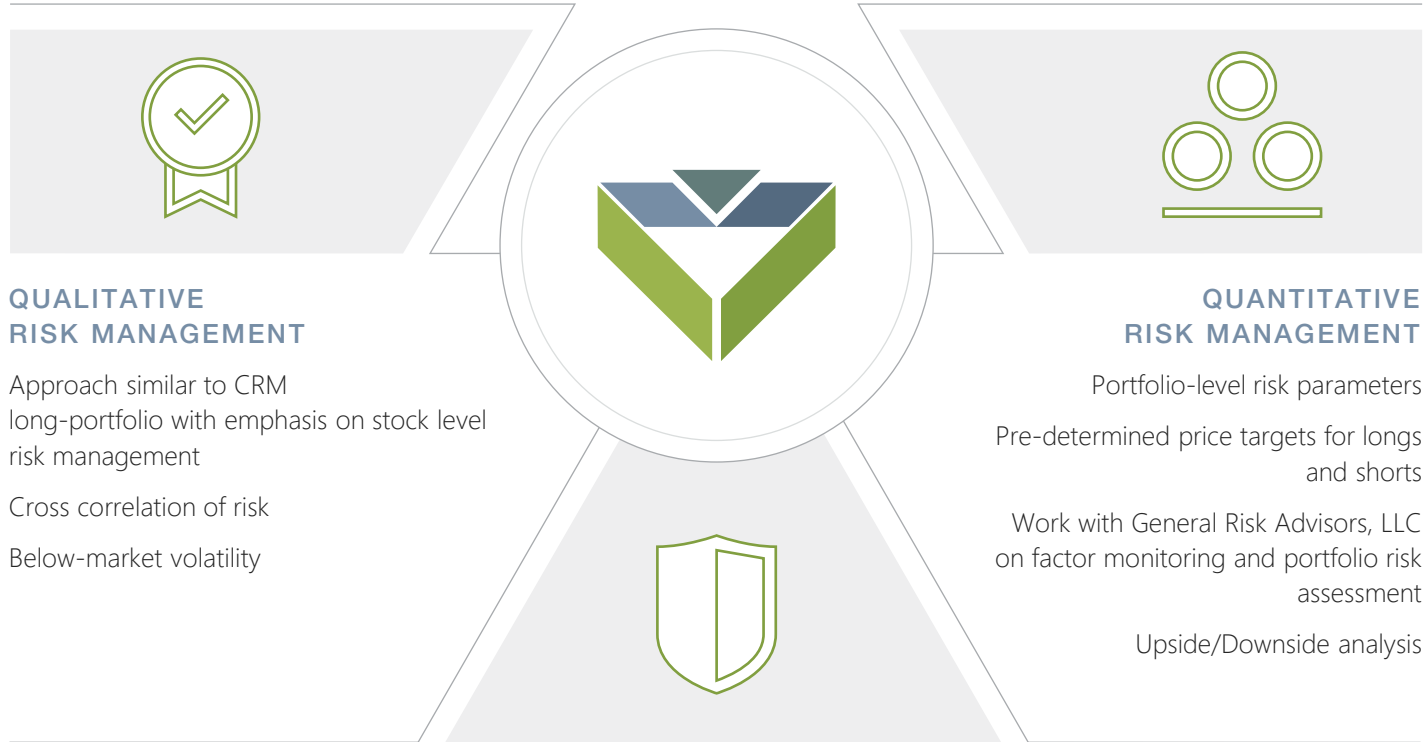 QUALITATIVE
RISK MANAGEMENT
Approach similar to CRM
long-portfolio with emphasis on stock level
risk management
Cross correlation of risk
Below-market volatility
QUANTITATIVE
RISK MANAGEMENT
Portfolio-level risk parameters
Pre-determined price targets for longs
and shorts
Work with General Risk Advisors, LLC
on factor monitoring and portfolio risk
assessment
Upside/Downside analysis